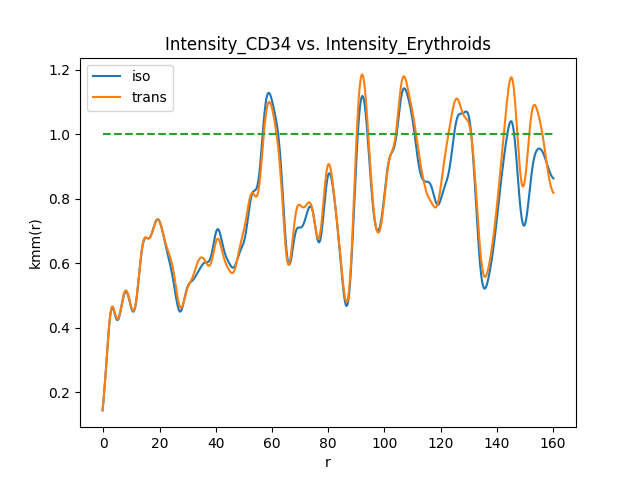 Intensity_CD34 vs. Intensity_Erythroids
iso
trans
1.2
1.0
0.8
0.6
0.4
0.2
kmm(r)
0 20 40 60 80 100 120 140 160
r